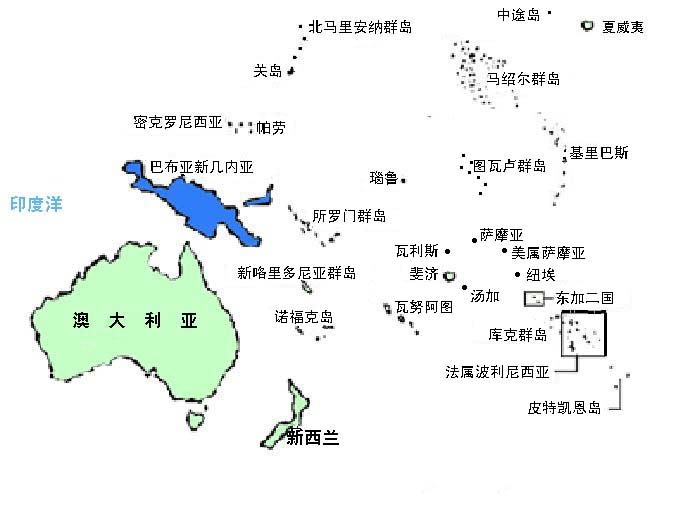 中途岛
夏威夷
北马里安纳群岛
关岛
马绍尔群岛
密克罗尼西亚
帕劳
基里巴斯
巴布亚新几内亚
图瓦卢群岛
瑙鲁
印度洋
所罗门群岛
萨摩亚
瓦利斯
美属萨摩亚
新喀里多尼亚群岛
斐济
纽埃
汤加
东加二国
瓦努阿图
澳大利亚
诺福克岛
库克群岛
法属波利尼西亚
皮特凯恩岛
新西兰